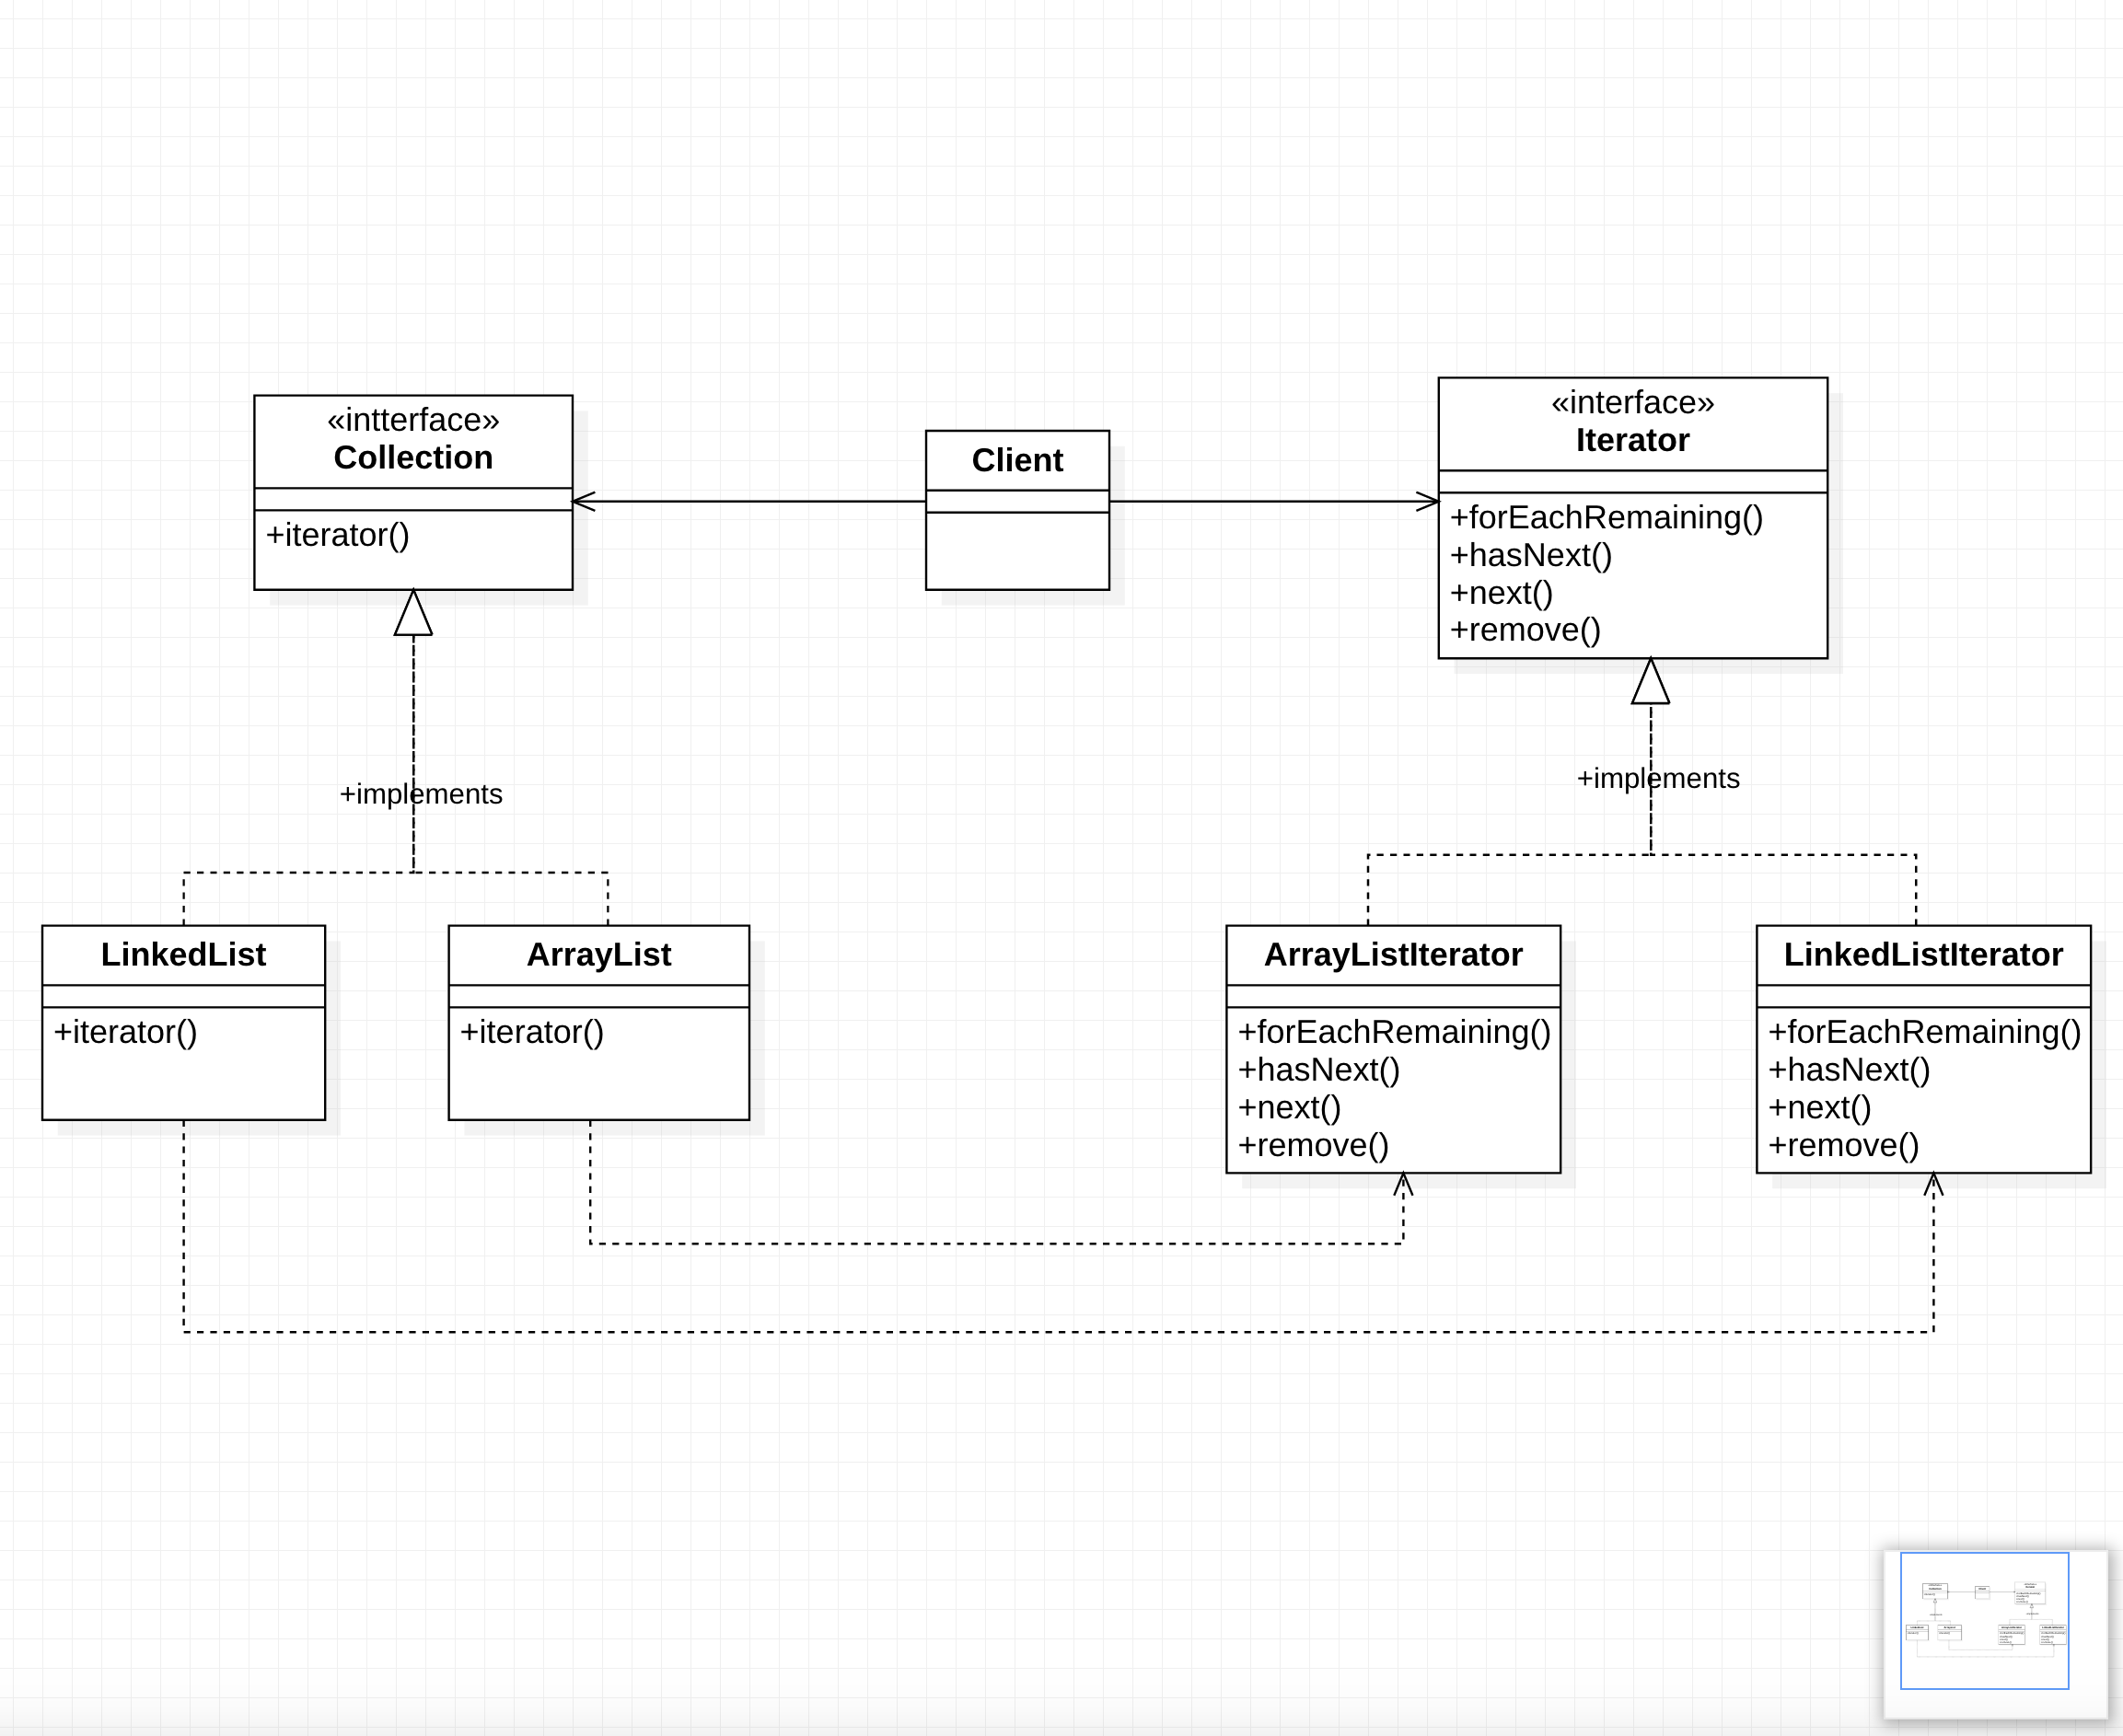 «intterface»
Collection
+iterator()
Client
«interface»
Iterator
+forEachRemaining()
+hasNext()
+next()
+remove()
+implements
+implements
LinkedList
+iterator()
ArrayList
+iterator()
ArrayListIterator
+forEachRemaining()
+hasNext()
+next()
+remove()
LinkedListIterator
+forEachRemaining()
+hasNext()
+next()
+remove()